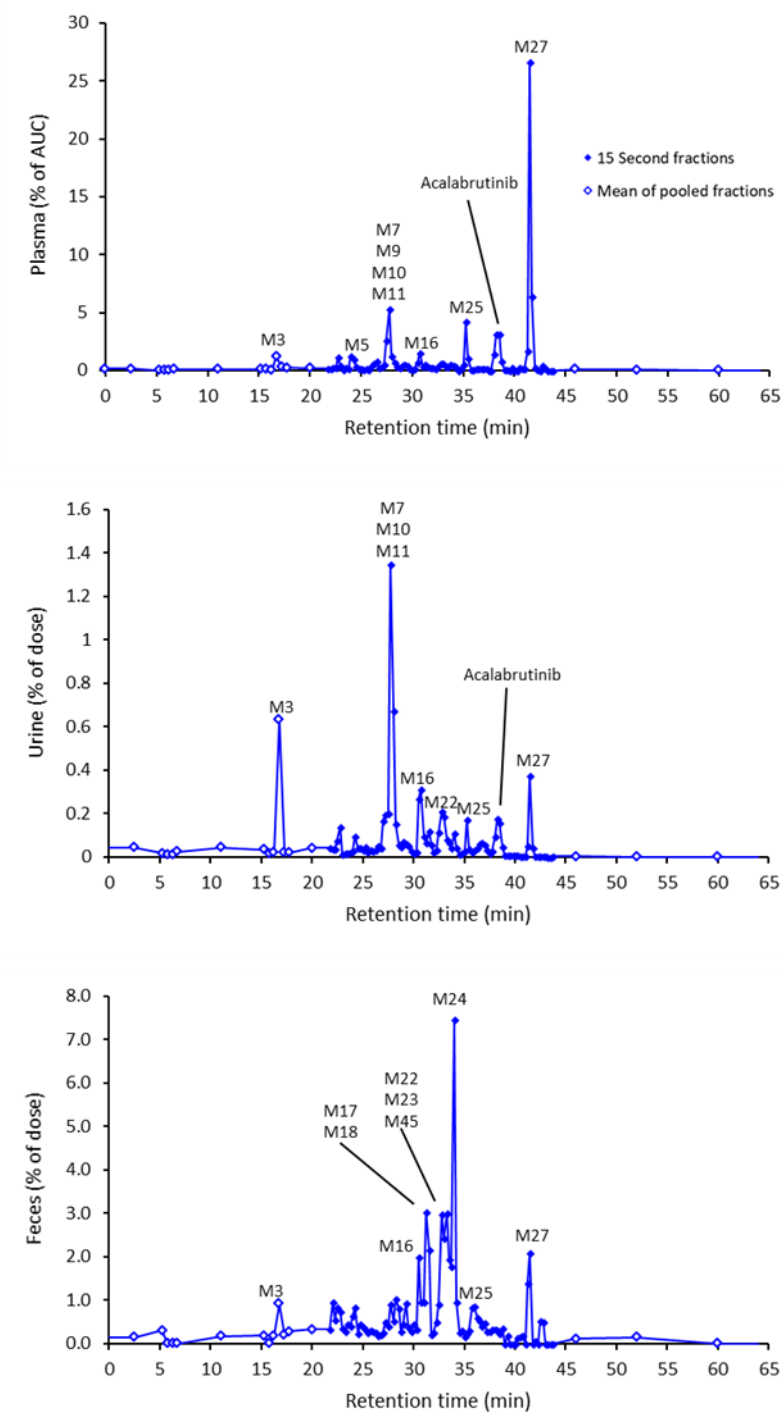 30
25
20
15
10
5
0
Plasma (% of AUC)
M27
15 Second fractions
Mean of pooled fractions
Acalabrutinib
M7
M9
M10
M11
M25
M3
M5
M16
0 5 10 15 20 25 30 35 40 45 50 55 60 65
Retention time (min)
1.6
1.4
1.2
1
0.8
0.6
0.4
0.2
0
Urine (% of dose)
M7
M10
M11
Acalabrutinib
M3
M16
M27
M22
M25
0 5 10 15 20 25 30 35 40 45 50 55 60 65
Retention time (min)
8.0
7.0
6.0
5.0
4.0
3.0
2.0
1.0
0.0
Feces (% of dose)
M24
M22
M23
M45
M17
M18
M16
M27
M3
M25
0 5 10 15 20 25 30 35 40 45 50 55 60 65
Retention time (min)